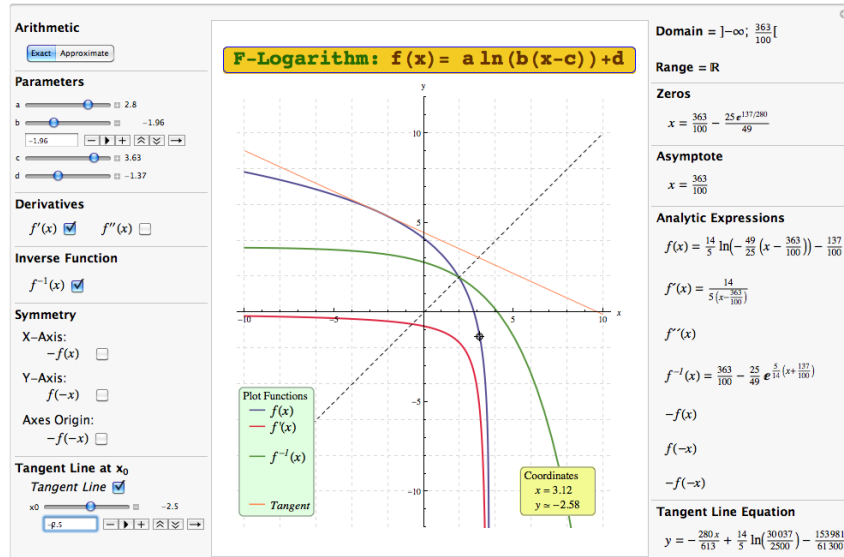 Arithmetic
Exact Approximate
Parameters
a 2.8
b -1.96
-1.96
c 3.63
d -1.37
Derivatives
f′(x) f″(x)
Inverse Function
f⁻¹(x)
Symmetry
X-Axis:
-f(x)
Y-Axis:
f(-x)
Axes Origin:
-f(-x)
Tangent Line at x₀
Tangent Line
x0 -2.5
-2.5
F-Logarithm: f(x)= a ln(b(x-c))+d
y
10
5
-10 -5 5 10 x
-5
-10
Plot Functions
f(x)
f'(x)
f⁻¹(x)
Tangent
Coordinates
x = 3.12
y ≃ -2.58
Domain = ]-∞; 363/100[
Range = ℝ
Zeros
x = 363/100 - 25 e^(137/280)/49
Asymptote
x = 363/100
Analytic Expressions
f(x) = 14/5 ln(-49/25 (x - 363/100)) - 137/100
f′(x) = 14/(5(x-363/100))
f″(x)
f⁻¹(x) = 363/100 - 25/49 e^(5/14 (x+137/100))
-f(x)
f(-x)
-f(-x)
Tangent Line Equation
y = -280 x/613 + 14/5 ln(30037/2500) - 153981/61300